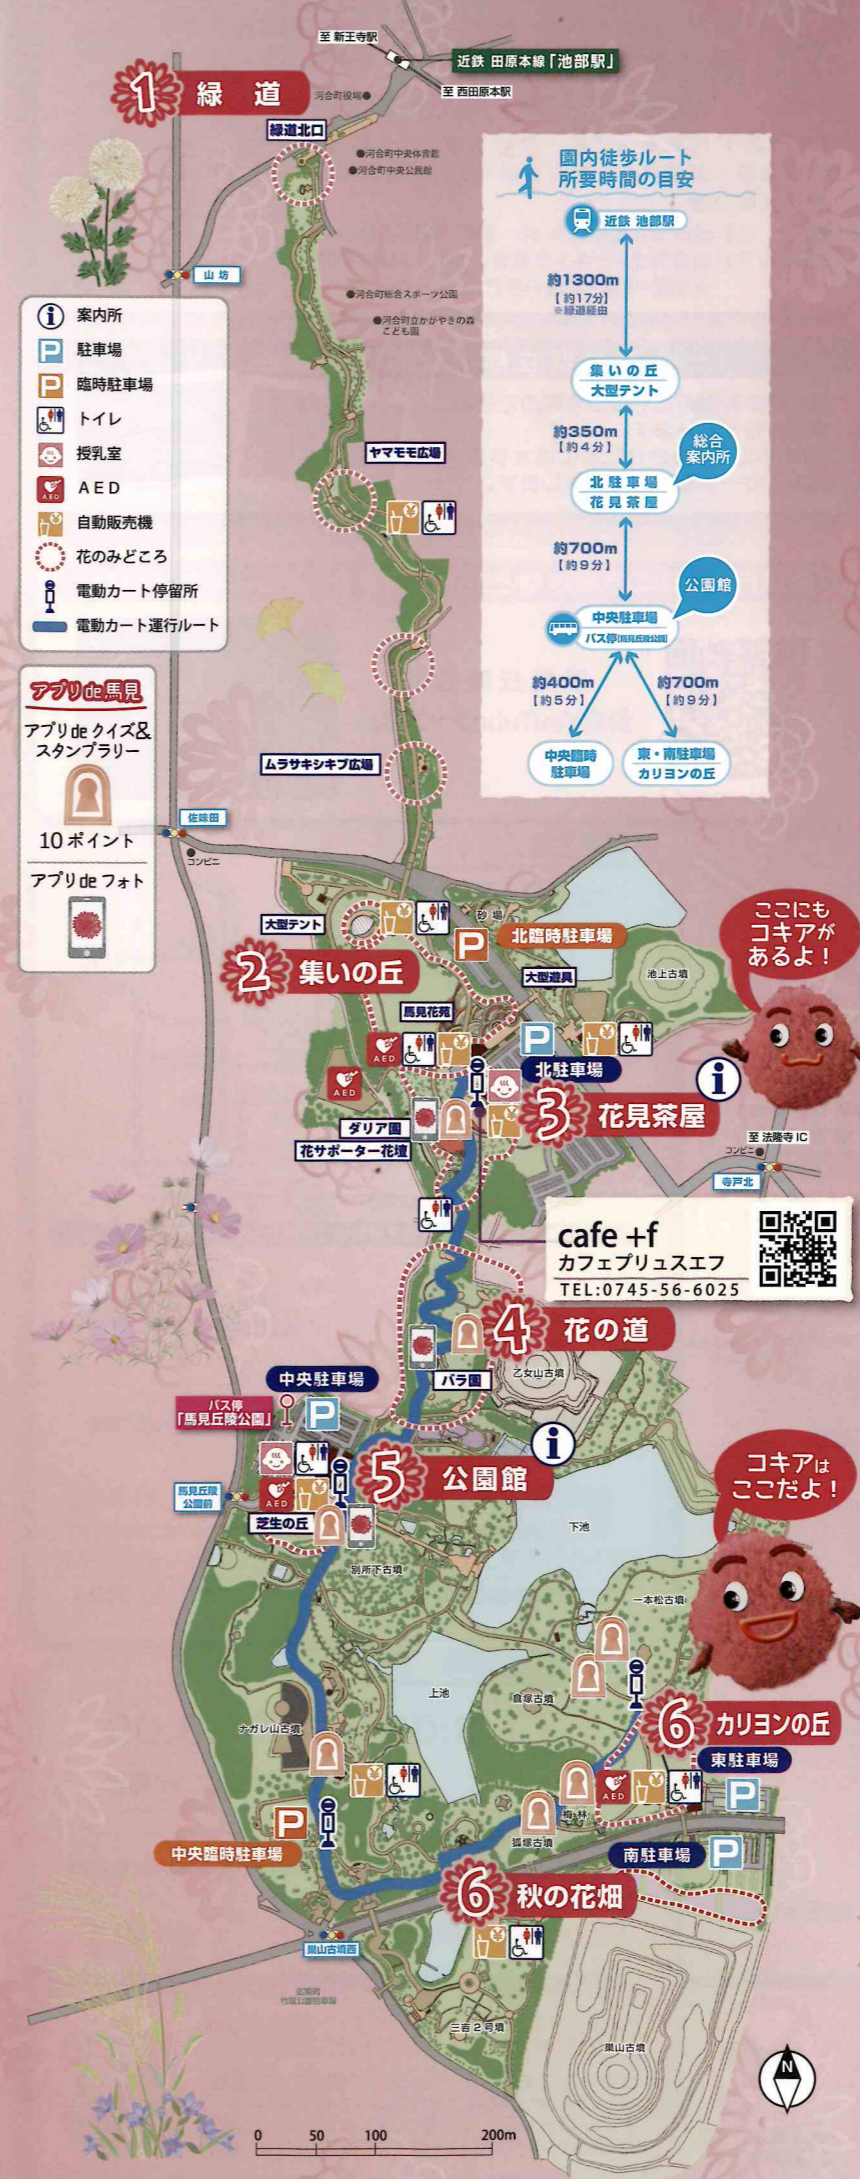 至 新王寺駅
近鉄 田原本線「池部駅」
至 西田原本駅
1 緑 道
河合町役場
緑道北口
河合町中央体育館
河合町中央公民館
山 坊
河合町総合スポーツ公園
河合町立かがやきの森
こども園
園内徒歩ルート
所要時間の目安
近鉄 池部駅
約1300m
【約17分】
※緑道経由
集いの丘
大型テント
約350m
【約4分】
総合
案内所
北駐車場
花見茶屋
約700m
【約9分】
公園館
中央駐車場
バス停[馬見丘陵公園]
約400m
【約5分】
約700m
【約9分】
中央臨時
駐車場
東・南駐車場
カリヨンの丘
案内所
P 駐車場
P 臨時駐車場
トイレ
授乳室
AED AED
自動販売機
花のみどころ
電動カート停留所
電動カート運行ルート
アプリde馬見
アプリdeクイズ&
スタンプラリー
10ポイント
アプリdeフォト
ヤマモモ広場
ムラサキシキブ広場
佐味田
コンビニ
大型テント
砂 場
P 北臨時駐車場
2 集いの丘
大型遊具
池上古墳
ここにも
コキアが
あるよ!
馬見花苑
AED
P
北駐車場
AED
3 花見茶屋
ダリア園
花サポーター花壇
至 法隆寺IC
コンビニ
寺戸北
cafe +f
カフェプリュスエフ
TEL:0745-56-6025
4 花の道
乙女山古墳
バラ園
中央駐車場
バス停
「馬見丘陵公園」
P
5 公園館
馬見丘陵
公園前
AED
芝生の丘
コキアは
ここだよ!
下池
別所下古墳
一本松古墳
上池
倉塚古墳
ナガレ山古墳
6 カリヨンの丘
東駐車場
P
AED
梅 林
狐塚古墳
P
中央臨時駐車場
南駐車場
P
6 秋の花畑
巣山古墳西
広陵町
竹取公園駐車場
三吉2号墳
巣山古墳
N
0 50 100 200m